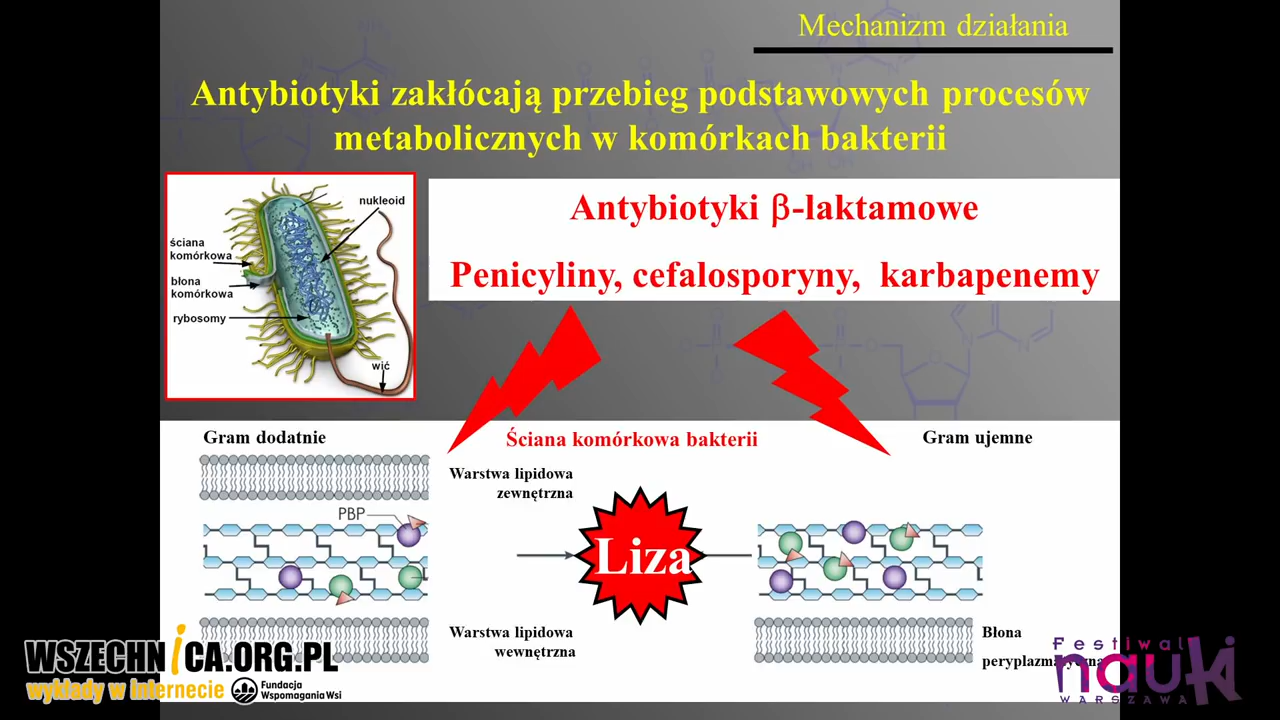 Mechanizm działania
Antybiotyki zakłócają przebieg podstawowych procesów
metabolicznych w komórkach bakterii
nukleoid
ściana
komórkowa
błona
komórkowa
rybosomy
wić
Antybiotyki β-laktamowe
Penicyliny, cefalosporyny, karbapenemy
Gram dodatnie
Ściana komórkowa bakterii
Gram ujemne
Warstwa lipidowa
zewnętrzna
PBP
Liza
Warstwa lipidowa
wewnętrzna
Błona
peryplazmatyczna
WSZECHNICA.ORG.PL
wykłady w Internecie
Fundacja
Wspomagania Wsi
Festiwal
nauki
WARSZAWA